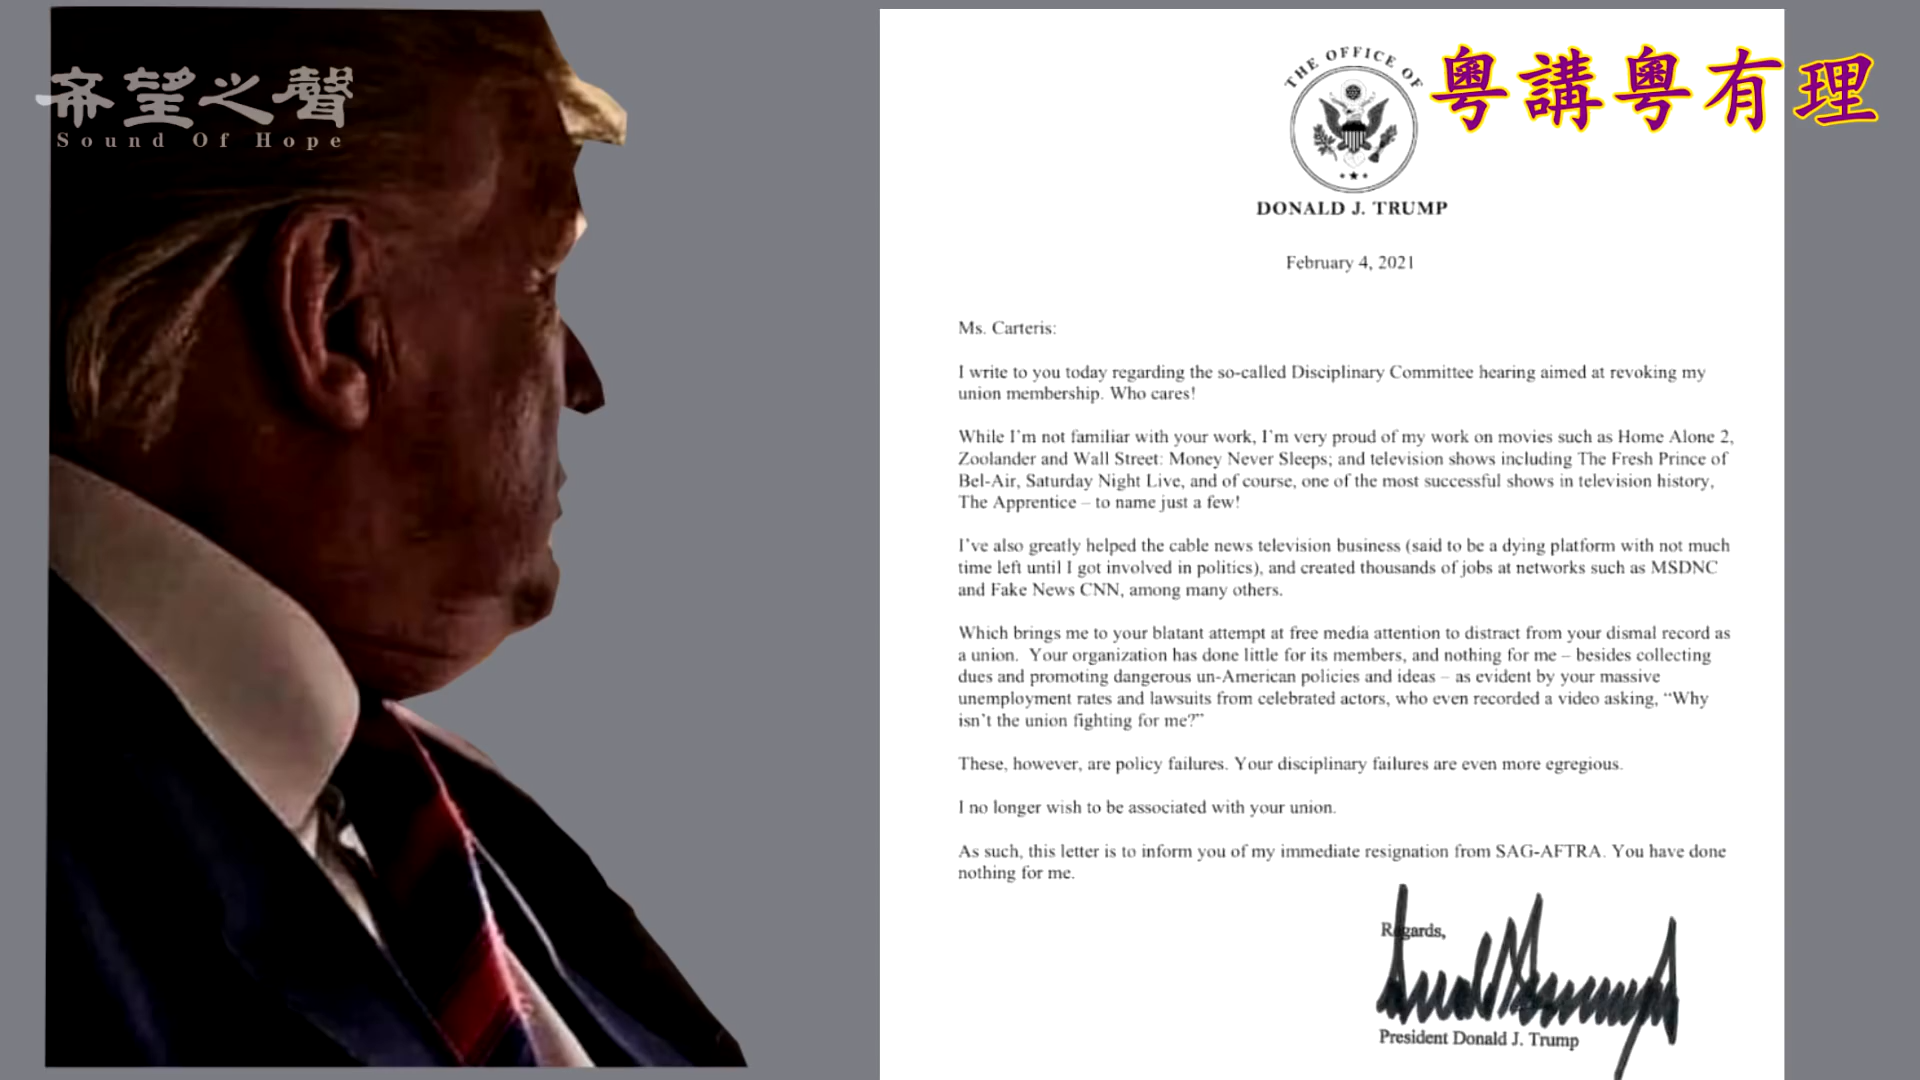 希望之聲
Sound Of Hope
粵講粵有理
THE OFFICE OF
DONALD J. TRUMP
February 4, 2021
Ms. Carteris:
I write to you today regarding the so-called Disciplinary Committee hearing aimed at revoking my
union membership. Who cares!
While I'm not familiar with your work, I'm very proud of my work on movies such as Home Alone 2,
Zoolander and Wall Street: Money Never Sleeps; and television shows including The Fresh Prince of
Bel-Air, Saturday Night Live, and of course, one of the most successful shows in television history,
The Apprentice – to name just a few!
I've also greatly helped the cable news television business (said to be a dying platform with not much
time left until I got involved in politics), and created thousands of jobs at networks such as MSDNC
and Fake News CNN, among many others.
Which brings me to your blatant attempt at free media attention to distract from your dismal record as
a union. Your organization has done little for its members, and nothing for me – besides collecting
dues and promoting dangerous un-American policies and ideas – as evident by your massive
unemployment rates and lawsuits from celebrated actors, who even recorded a video asking, “Why
isn't the union fighting for me?”
These, however, are policy failures. Your disciplinary failures are even more egregious.
I no longer wish to be associated with your union.
As such, this letter is to inform you of my immediate resignation from SAG-AFTRA. You have done
nothing for me.
Regards,
President Donald J. Trump